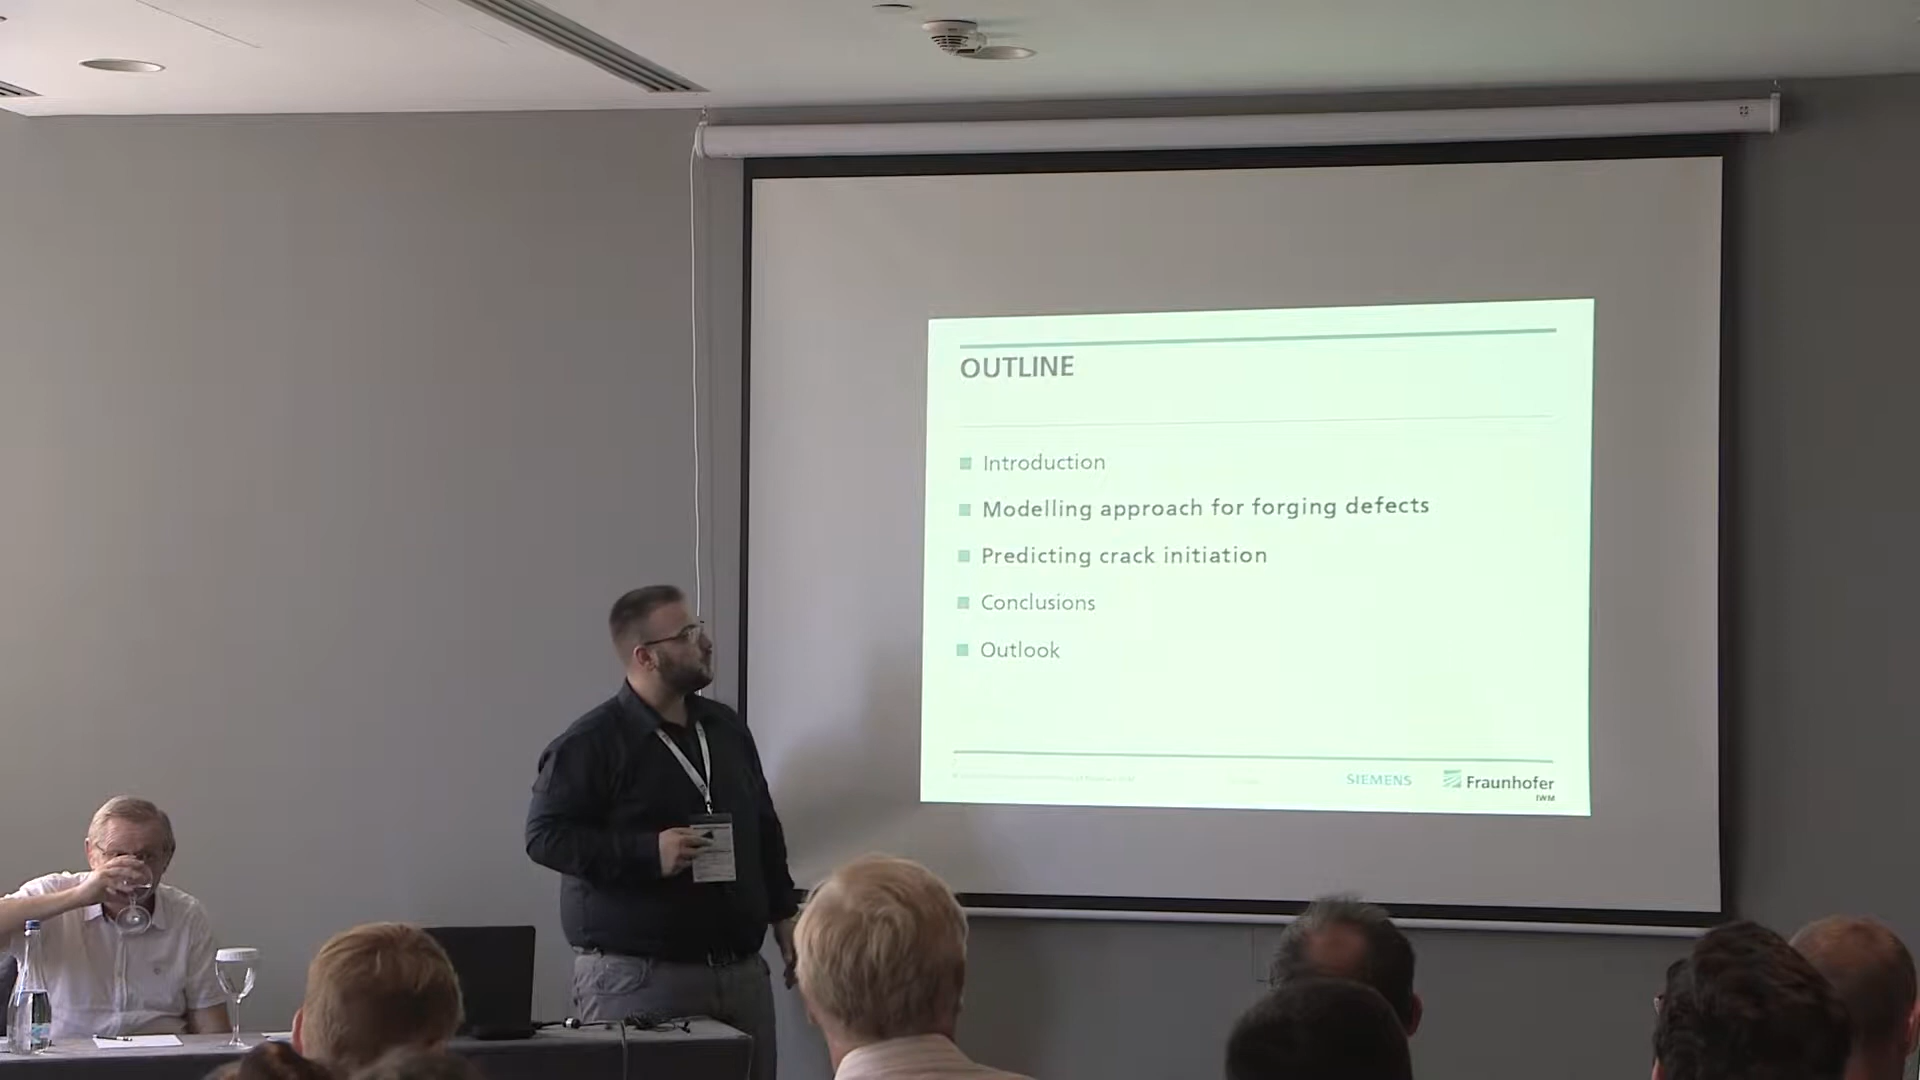 OUTLINE
Introduction
Modelling approach for forging defects
Predicting crack initiation
Conclusions
Outlook
SIEMENS
Fraunhofer
IWM